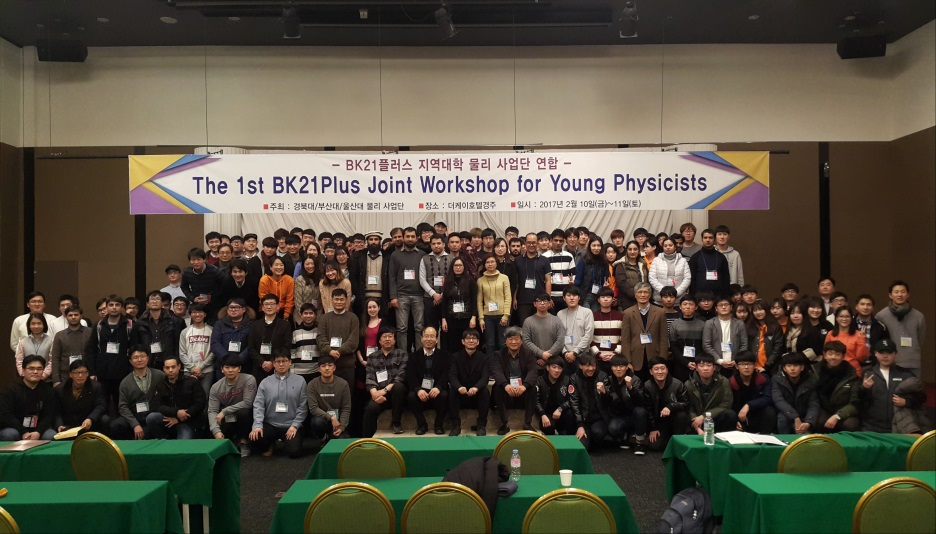 - BK21플러스 지역대학 물리 사업단 연합 -
The 1st BK21Plus Joint Workshop for Young Physicists
■주최 : 경북대/부산대/울산대 물리 사업단 ■장소 : 더케이호텔경주 ■일시 : 2017년 2월 10일(금)~11일(토)